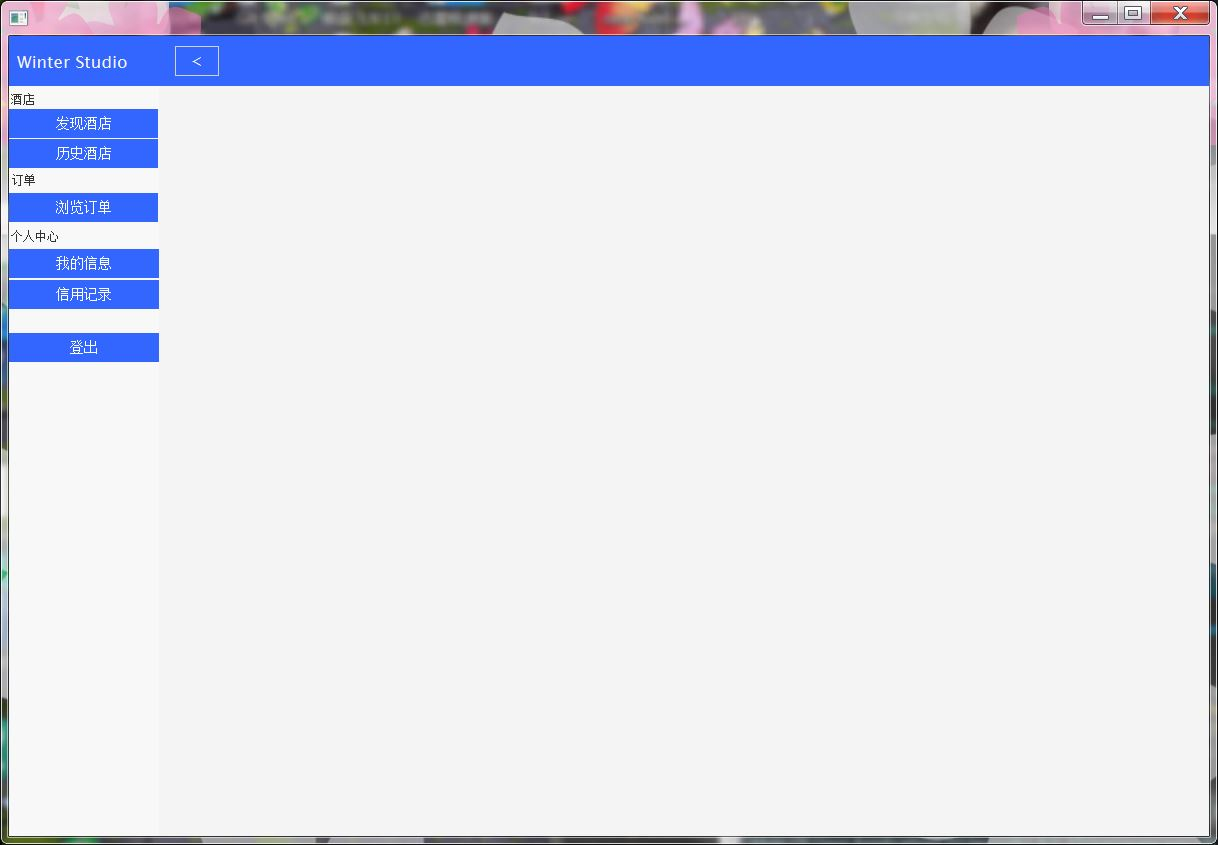 Winter Studio
<
酒店
发现酒店
历史酒店
订单
浏览订单
个人中心
我的信息
信用记录
登出